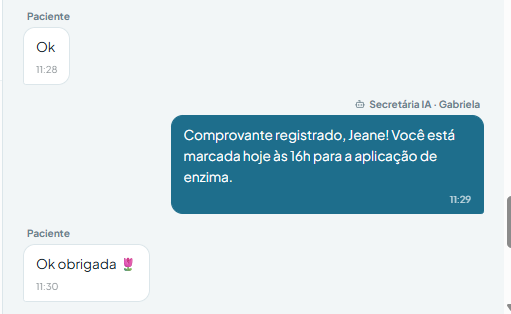 Paciente
Ok
11:28
Secretária IA · Gabriela
Comprovante registrado, Jeane! Você está
marcada hoje às 16h para a aplicação de
enzima.
11:29
Paciente
Ok obrigada 🌷
11:30